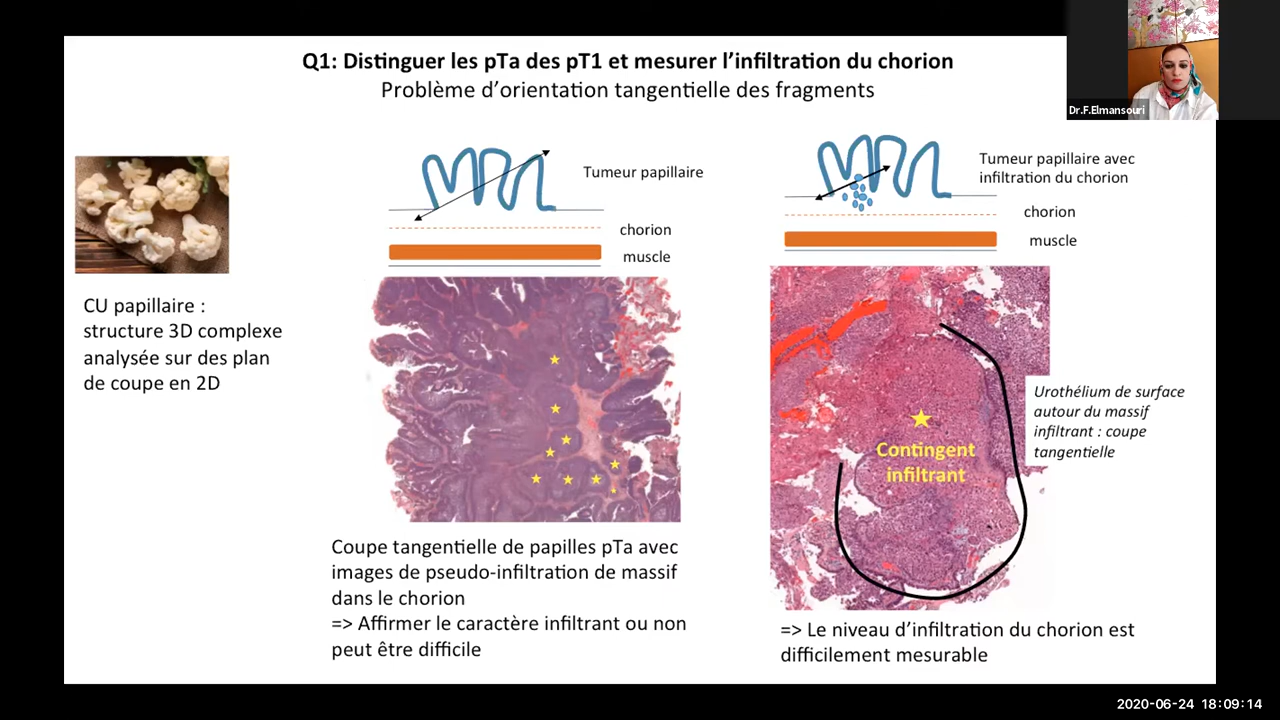 Q1: Distinguer les pTa des pT1 et mesurer l'infiltration du chorion
Problème d'orientation tangentielle des fragments
Dr.F.Elmansouri
CU papillaire :
structure 3D complexe
analysée sur des plan
de coupe en 2D
Tumeur papillaire
chorion
muscle
Coupe tangentielle de papilles pTa avec
images de pseudo-infiltration de massif
dans le chorion
=> Affirmer le caractère infiltrant ou non
peut être difficile
Tumeur papillaire avec
infiltration du chorion
chorion
muscle
Contingent
infiltrant
Urothélium de surface
autour du massif
infiltrant : coupe
tangentielle
=> Le niveau d'infiltration du chorion est
difficilement mesurable
2020-06-24 18:09:14